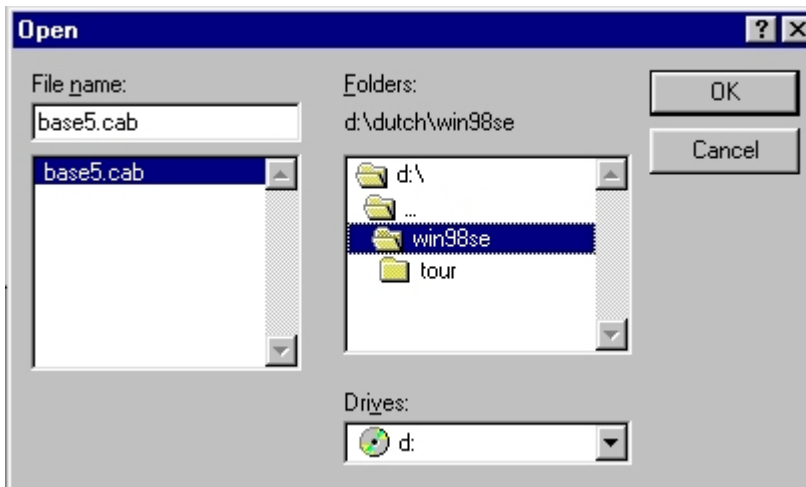 Open
File name:
base5.cab
base5.cab
Folders:
d:\dutch\win98se
d:\
...
win98se
tour
Drives:
d:
OK
Cancel